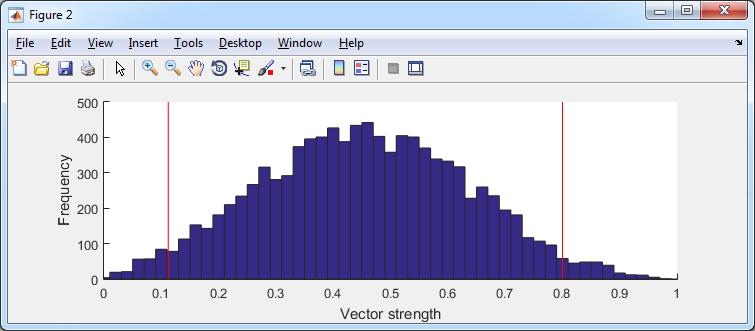 Figure 2
File Edit View Insert Tools Desktop Window Help
500
400
300
200
100
0
Frequency
0 0.1 0.2 0.3 0.4 0.5 0.6 0.7 0.8 0.9 1
Vector strength